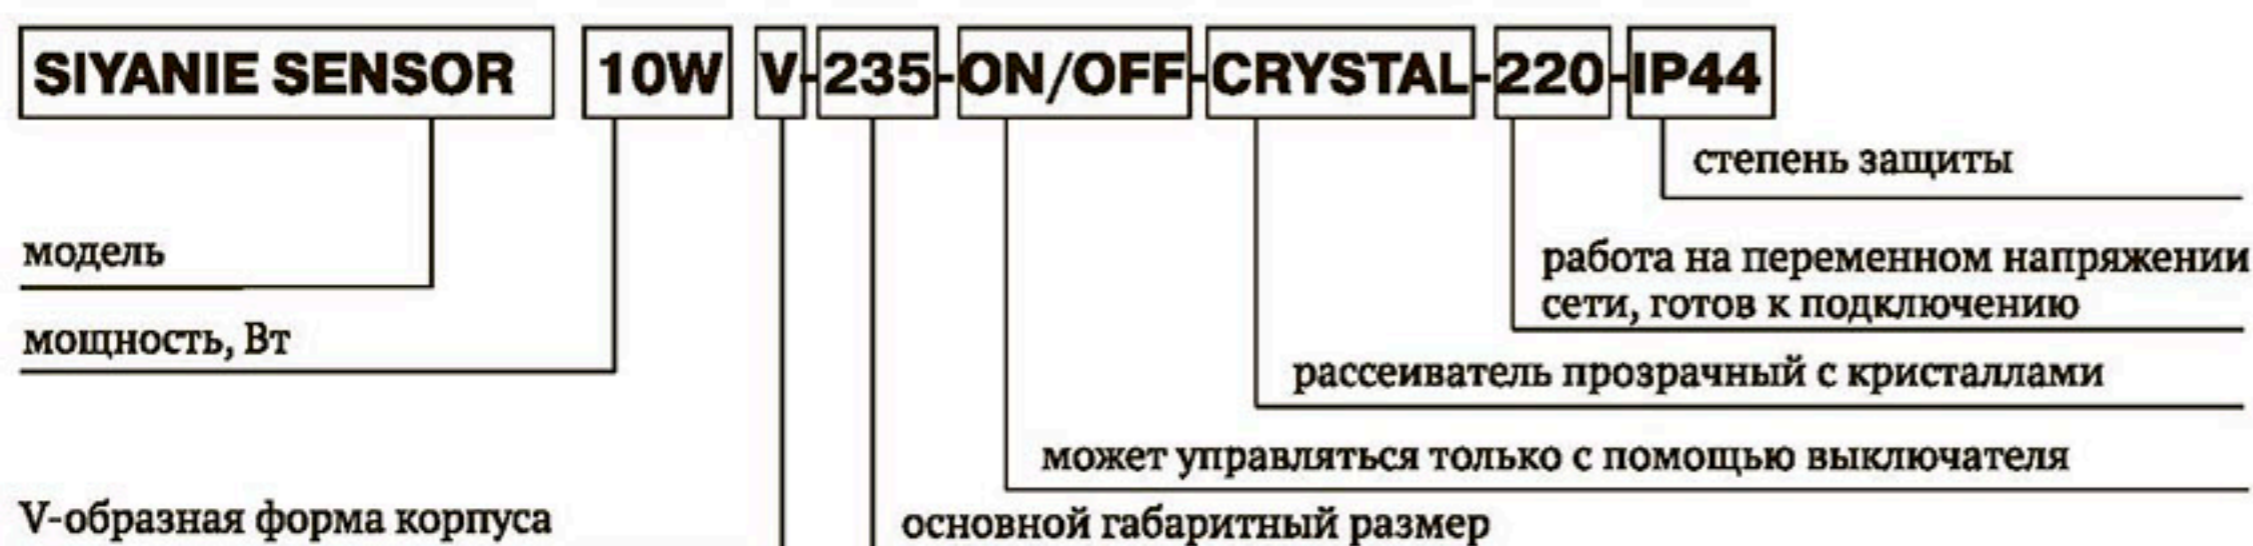 SIYANIE SENSOR 10W V-235-ON/OFF-CRYSTAL-220-IP44
степень защиты
модель
работа на переменном напряжении
сети, готов к подключению
мощность, Вт
рассеиватель прозрачный с кристаллами
может управляться только с помощью выключателя
V-образная форма корпуса
основной габаритный размер